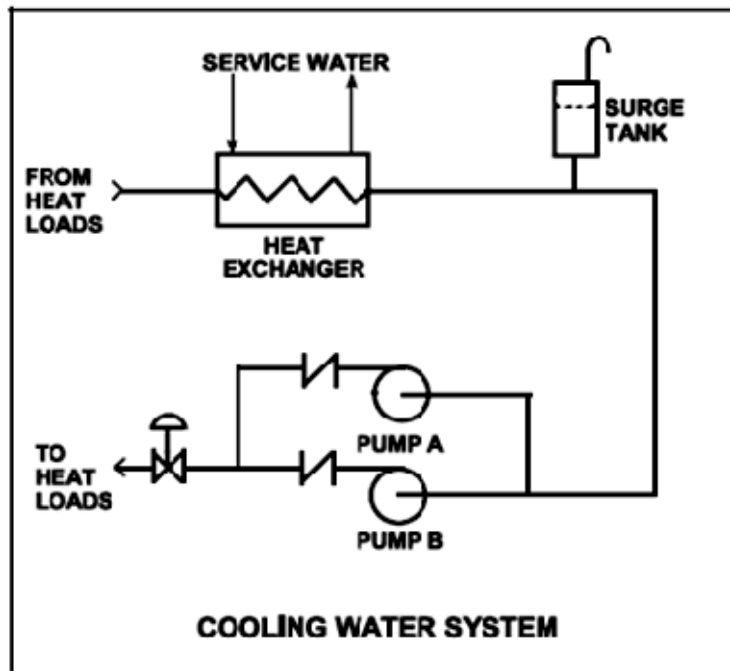 SERVICE WATER
SURGE
TANK
FROM
HEAT
LOADS
HEAT
EXCHANGER
PUMP A
TO
HEAT
LOADS
PUMP B
COOLING WATER SYSTEM